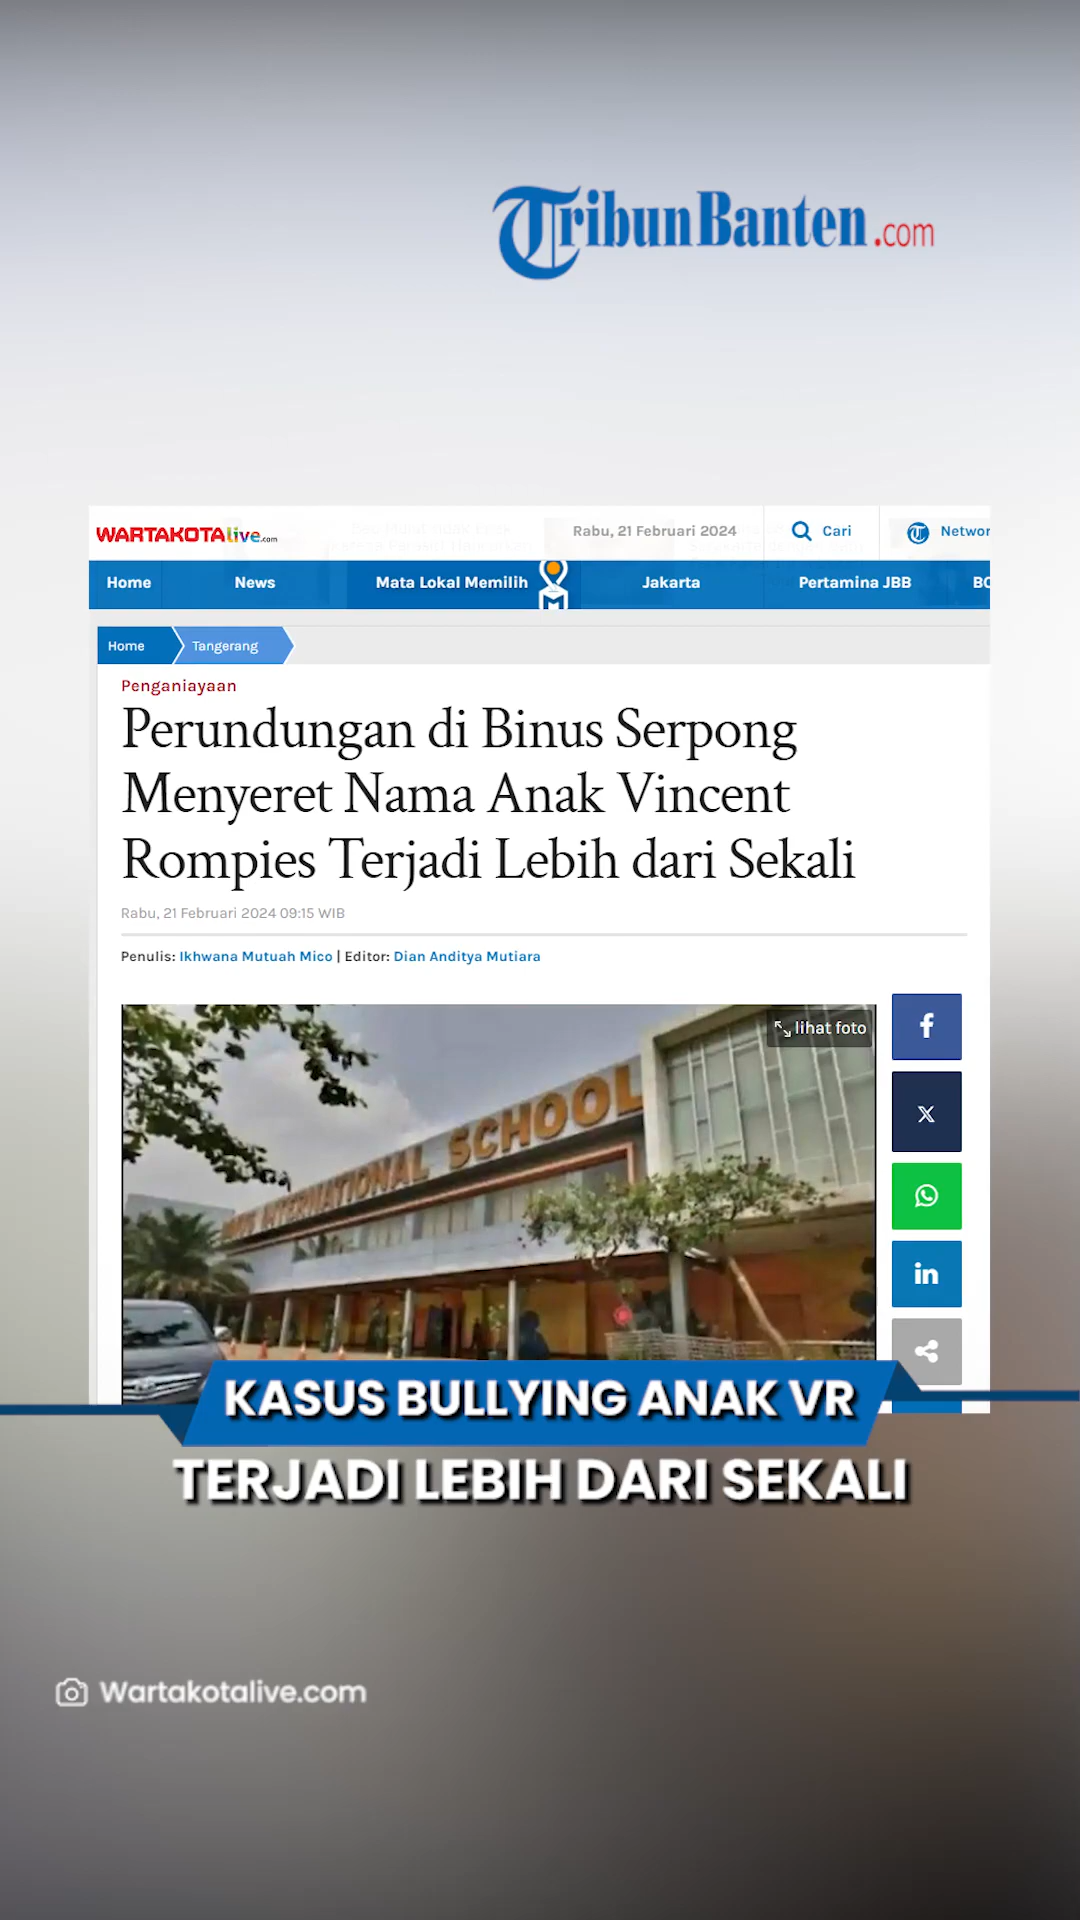 TribunBanten.com
WARTAKOTAlive.com
Rabu, 21 Februari 2024
Cari
Networ
Home
News
Mata Lokal Memilih
M
Jakarta
Pertamina JBB
BO
Home
Tangerang
Penganiayaan
Perundungan di Binus Serpong
Menyeret Nama Anak Vincent
Rompies Terjadi Lebih dari Sekali
Rabu, 21 Februari 2024 09:15 WIB
Penulis: Ikhwana Mutuah Mico | Editor: Dian Anditya Mutiara
lihat foto
INTERNATIONAL SCHOOL
KASUS BULLYING ANAK VR
TERJADI LEBIH DARI SEKALI
Wartakotalive.com